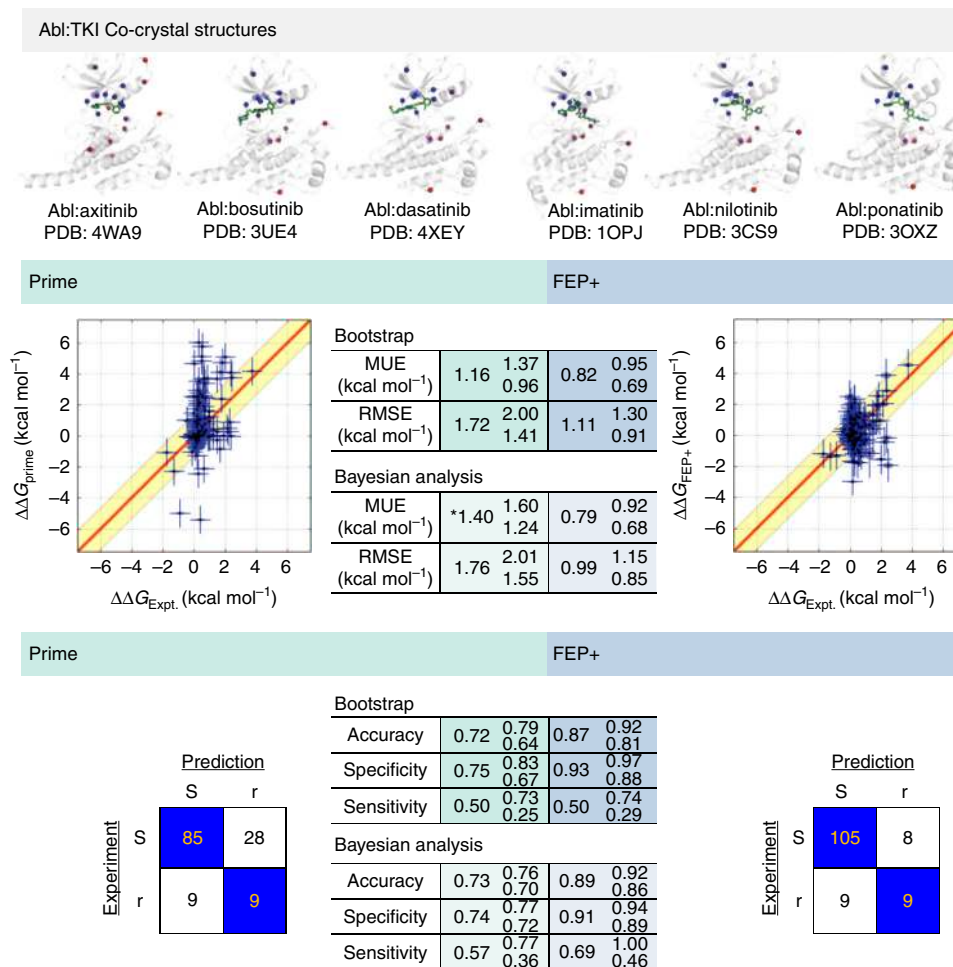 Abl:TKI Co-crystal structures
Abl:axitinib
PDB: 4WA9
Abl:bosutinib
PDB: 3UE4
Abl:dasatinib
PDB: 4XEY
Abl:imatinib
PDB: 1OPJ
Abl:nilotinib
PDB: 3CS9
Abl:ponatinib
PDB: 3OXZ
Prime
FEP+
ΔΔG_prime (kcal mol⁻¹)
6
4
2
0
−2
−4
−6
−6 −4 −2 0 2 4 6
ΔΔG_Expt. (kcal mol⁻¹)
Bootstrap
MUE (kcal mol⁻¹) 1.16 1.37 0.96 0.82 0.95 0.69
RMSE (kcal mol⁻¹) 1.72 2.00 1.41 1.11 1.30 0.91
Bayesian analysis
MUE (kcal mol⁻¹) *1.40 1.60 1.24 0.79 0.92 0.68
RMSE (kcal mol⁻¹) 1.76 2.01 1.55 0.99 1.15 0.85
ΔΔG_FEP+ (kcal mol⁻¹)
6
4
2
0
−2
−4
−6
−6 −4 −2 0 2 4 6
ΔΔG_Expt. (kcal mol⁻¹)
Prime
FEP+
Prediction
S r
Experiment
S 85 28
r 9 9
Bootstrap
Accuracy 0.72 0.79 0.64 0.87 0.92 0.81
Specificity 0.75 0.83 0.67 0.93 0.97 0.88
Sensitivity 0.50 0.73 0.25 0.50 0.74 0.29
Bayesian analysis
Accuracy 0.73 0.76 0.70 0.89 0.92 0.86
Specificity 0.74 0.77 0.72 0.91 0.94 0.89
Sensitivity 0.57 0.77 0.36 0.69 1.00 0.46
Prediction
S r
Experiment
S 105 8
r 9 9